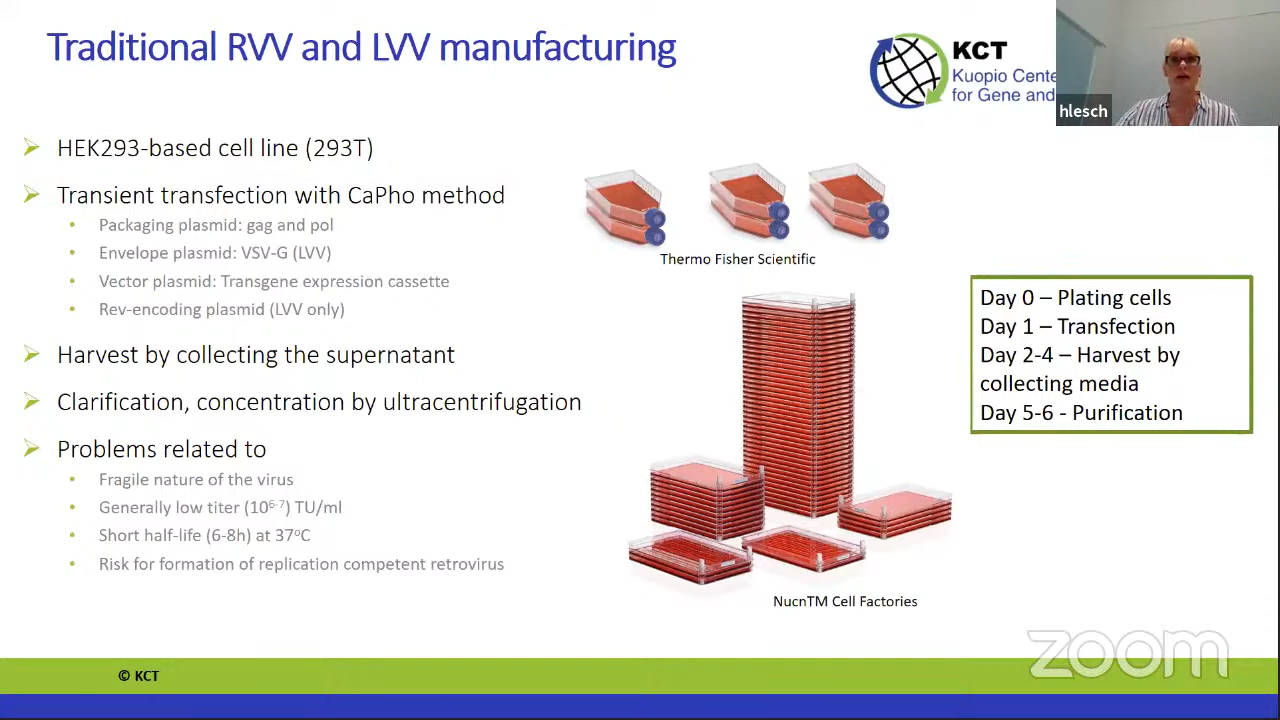 Traditional RVV and LVV manufacturing
KCT
Kuopio Cente
for Gene and
hlesch
HEK293-based cell line (293T)
Transient transfection with CaPho method
Packaging plasmid: gag and pol
Envelope plasmid: VSV-G (LVV)
Vector plasmid: Transgene expression cassette
Rev-encoding plasmid (LVV only)
Harvest by collecting the supernatant
Clarification, concentration by ultracentrifugation
Problems related to
Fragile nature of the virus
Generally low titer (10⁶⁻⁷) TU/ml
Short half-life (6-8h) at 37°C
Risk for formation of replication competent retrovirus
Thermo Fisher Scientific
NucnTM Cell Factories
Day 0 – Plating cells
Day 1 – Transfection
Day 2-4 – Harvest by
collecting media
Day 5-6 - Purification
zoom
© KCT